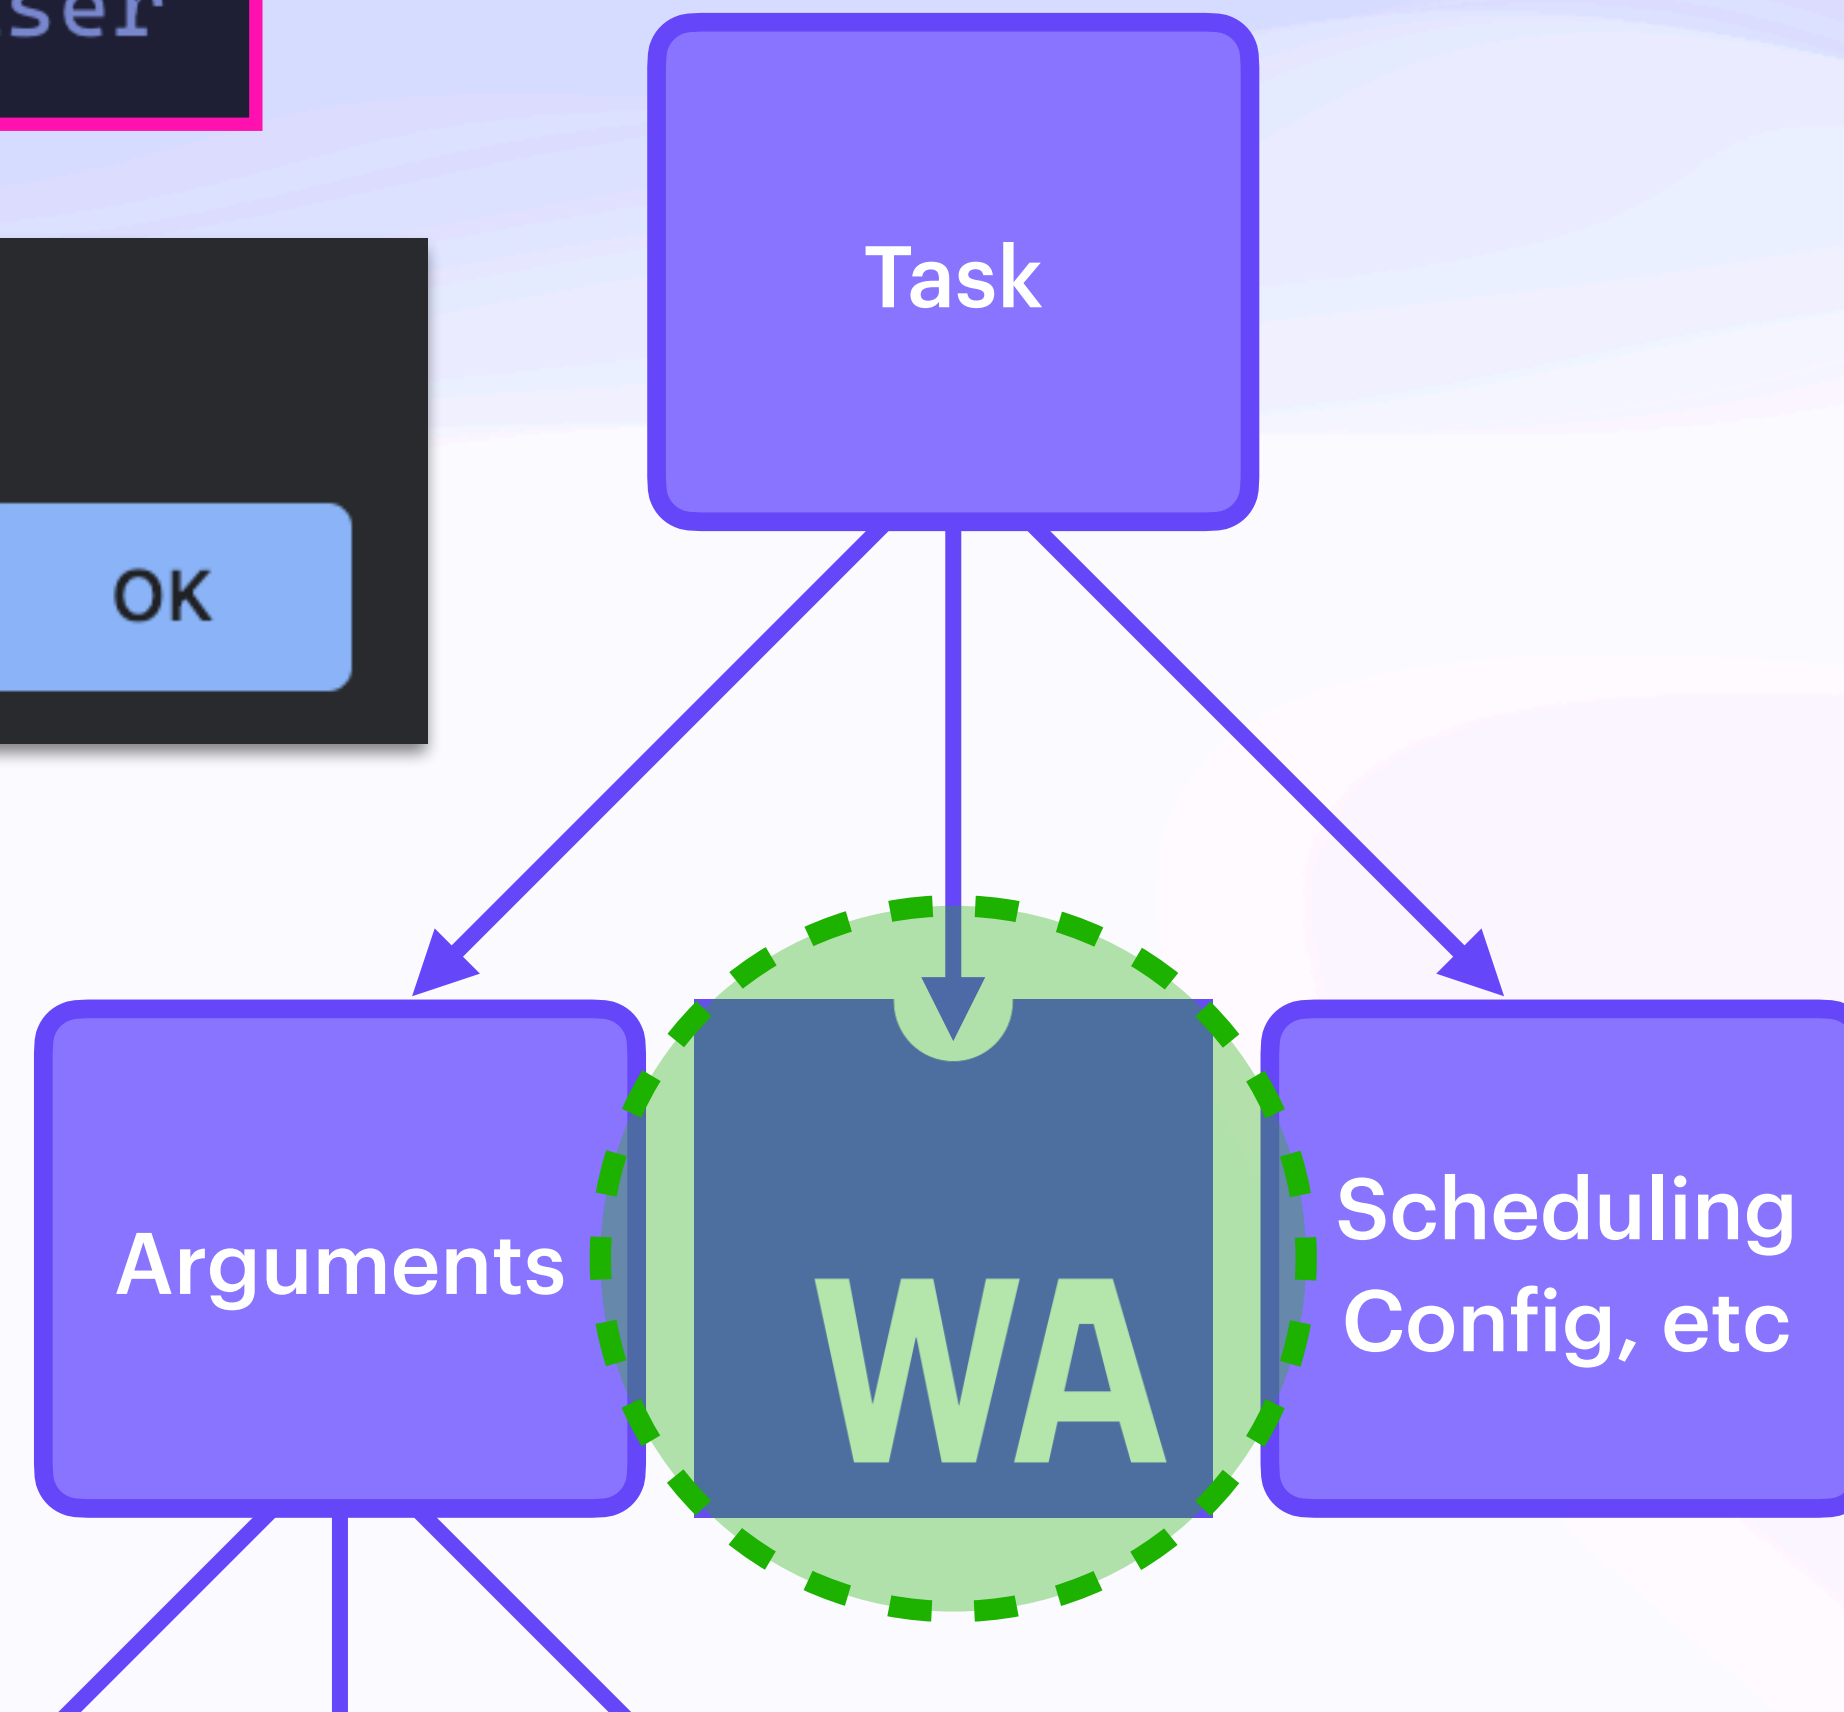 Task
OK
Arguments
WA
Scheduling
Config, etc